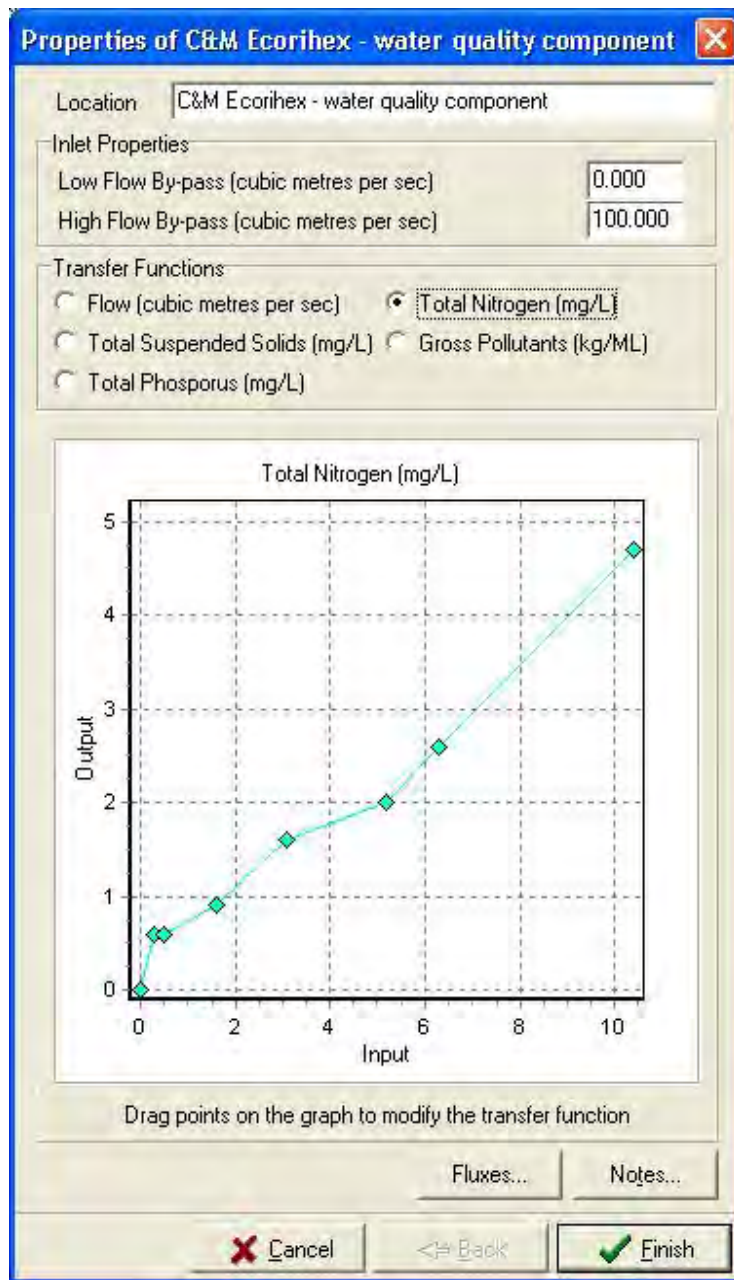 Properties of C&M Ecorihex - water quality component
Location C&M Ecorihex - water quality component
Inlet Properties
Low Flow By-pass (cubic metres per sec) 0.000
High Flow By-pass (cubic metres per sec) 100.000
Transfer Functions
Flow (cubic metres per sec) Total Nitrogen (mg/L)
Total Suspended Solids (mg/L) Gross Pollutants (kg/ML)
Total Phosporus (mg/L)
Total Nitrogen (mg/L)
5
4
3
2
1
0
Output
0 2 4 6 8 10
Input
Drag points on the graph to modify the transfer function
Fluxes... Notes...
Cancel <= Back Finish